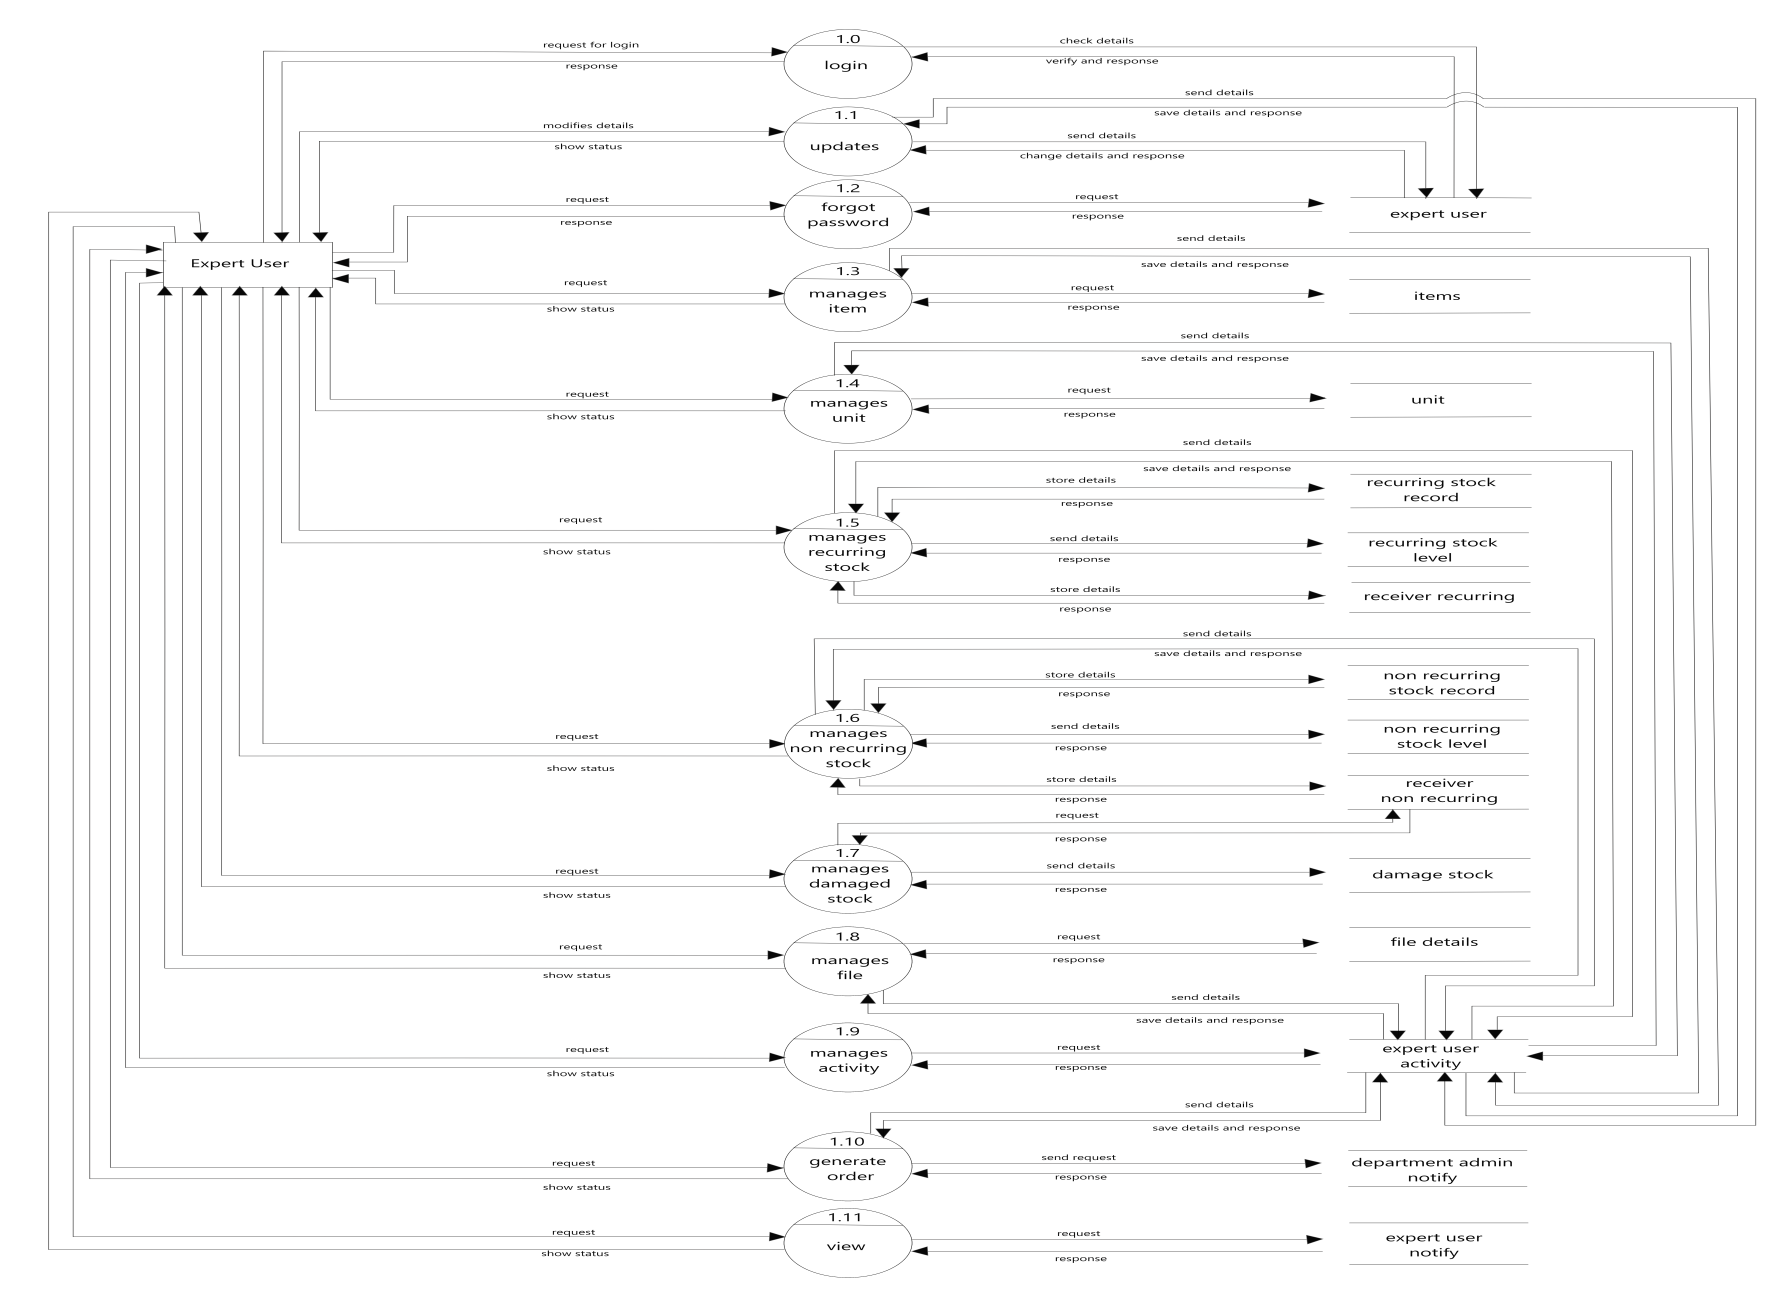 1.0
request for login
check details
login
response
verify and response
send details
1.1
save details and response
modifies details
send details
updates
show status
change details and response
1.2
request
request
forgot
password
response
response
expert user
send details
Expert User
save details and response
1.3
request
request
manages
item
items
show status
response
send details
save details and response
1.4
request
request
manages
unit
unit
show status
response
send details
save details and response
store details
recurring stock
record
response
request
1.5
manages
recurring
stock
send details
recurring stock
level
show status
response
store details
receiver recurring
response
send details
save details and response
store details
non recurring
stock record
response
1.6
manages
non recurring
stock
request
send details
non recurring
stock level
response
show status
store details
receiver
non recurring
response
request
response
1.7
manages
damaged
stock
request
send details
damage stock
show status
response
1.8
request
request
file details
manages
file
show status
response
send details
save details and response
1.9
request
request
expert user
activity
manages
activity
show status
response
send details
save details and response
1.10
request
send request
generate
order
department admin
notify
show status
response
1.11
request
request
view
expert user
notify
show status
response